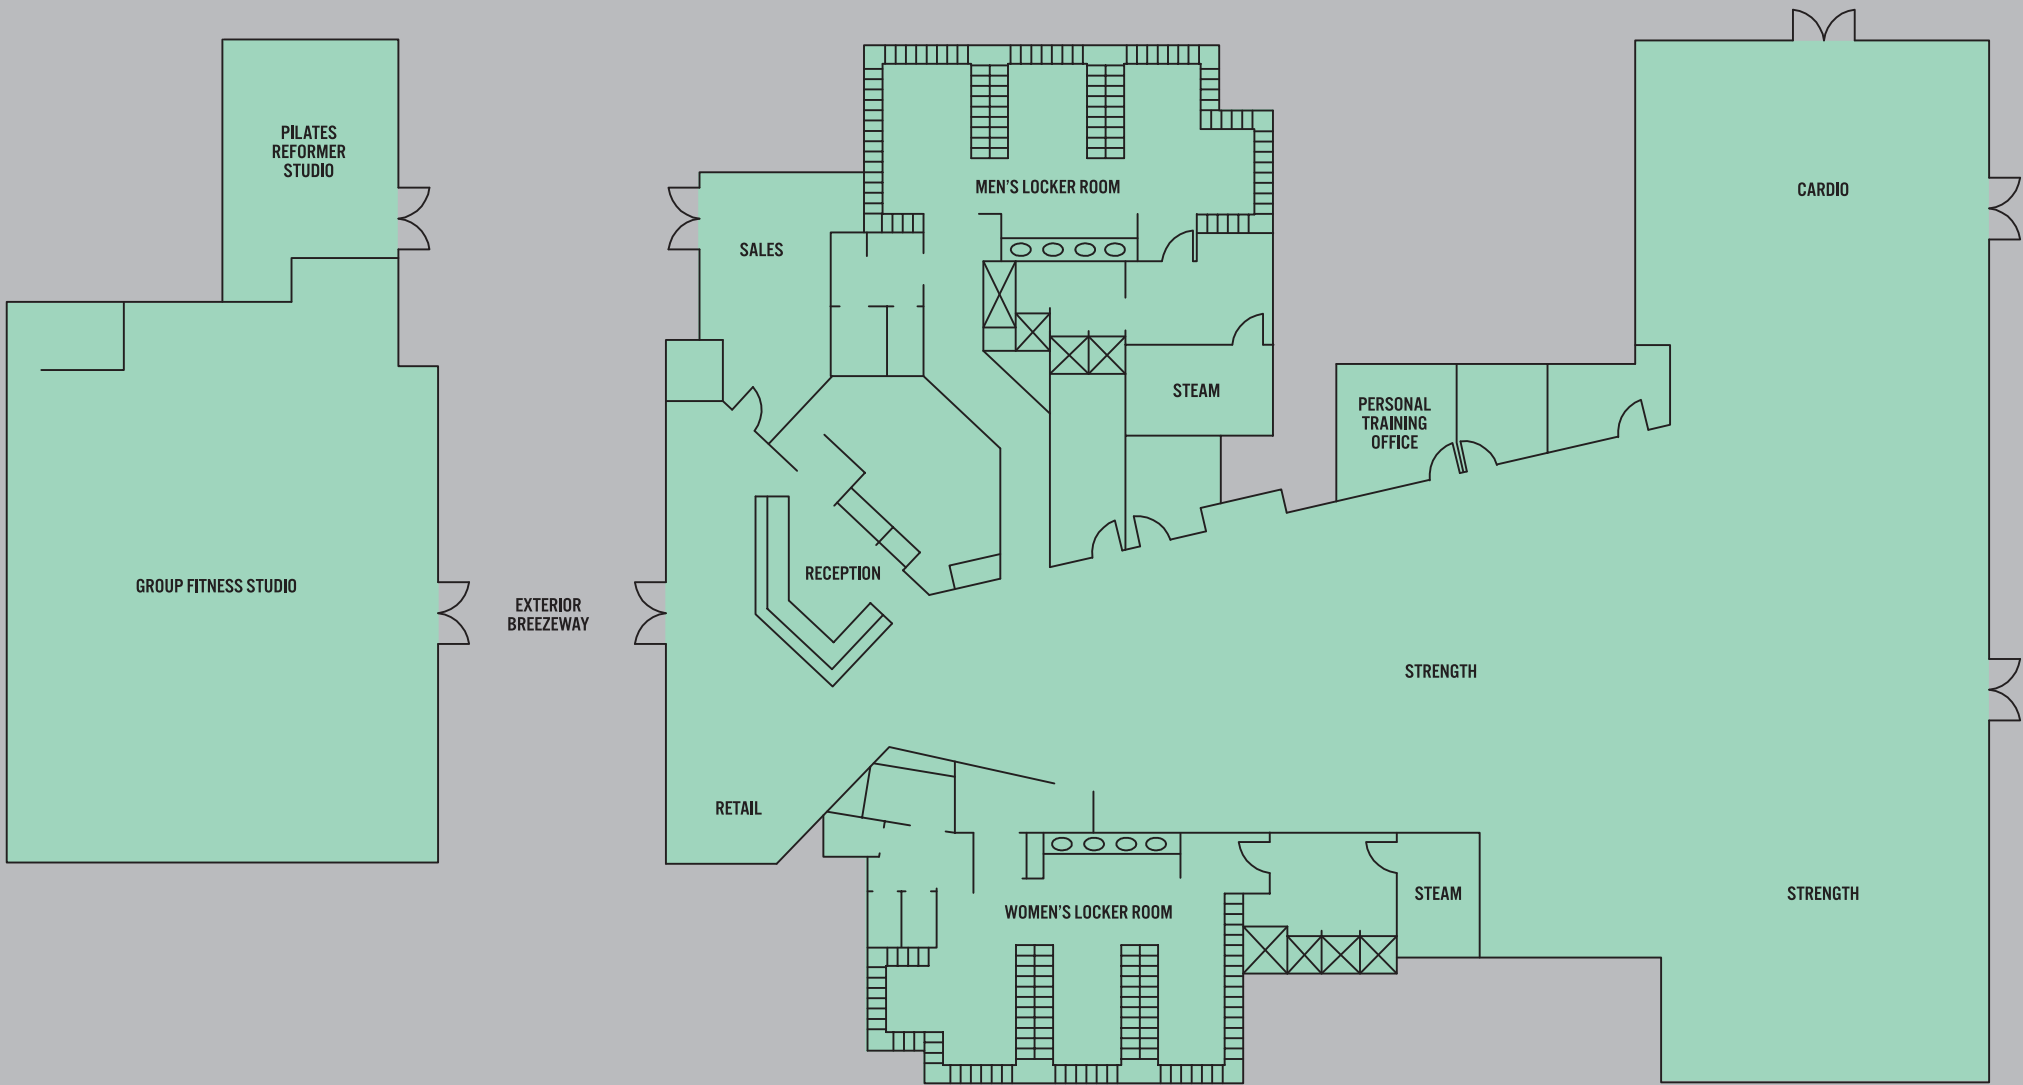 PILATES
REFORMER
STUDIO
MEN'S LOCKER ROOM
CARDIO
SALES
STEAM
PERSONAL
TRAINING
OFFICE
RECEPTION
GROUP FITNESS STUDIO
EXTERIOR
BREEZEWAY
STRENGTH
RETAIL
STEAM
STRENGTH
WOMEN'S LOCKER ROOM